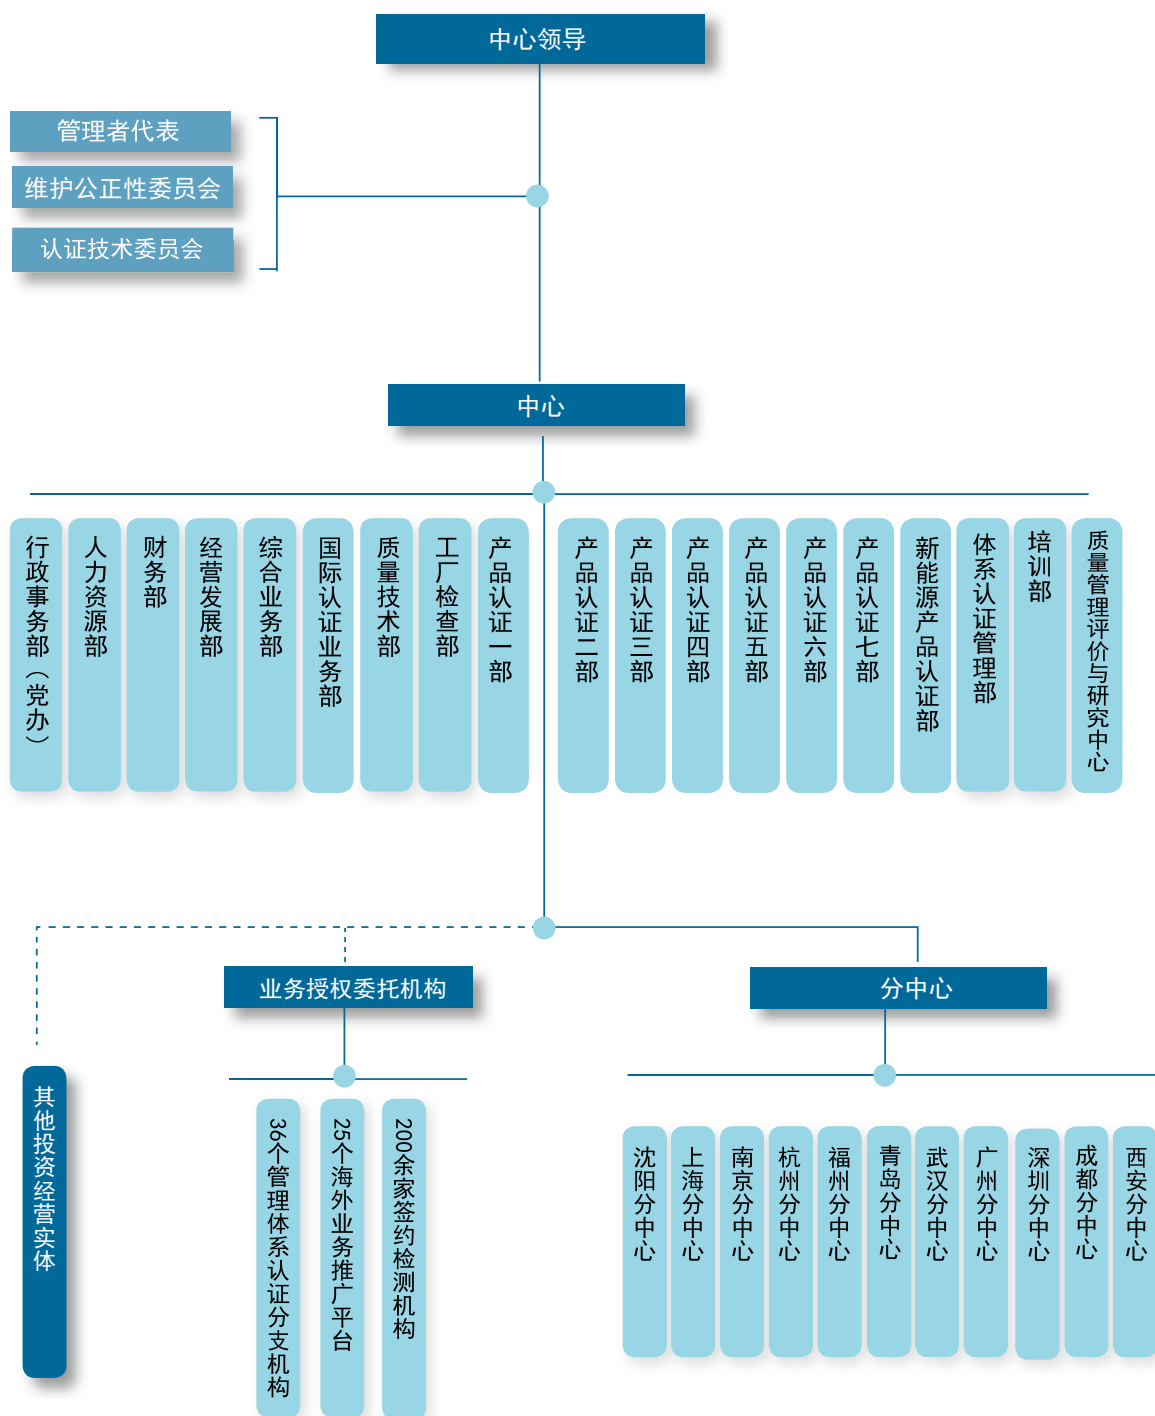 中心领导
管理者代表
维护公正性委员会
认证技术委员会
中心
行政事务部（党办）
人力资源部
财务部
经营发展部
综合业务部
国际认证业务部
质量技术部
工厂检查部
产品认证一部
产品认证二部
产品认证三部
产品认证四部
产品认证五部
产品认证六部
产品认证七部
新能源产品认证部
体系认证管理部
培训部
质量管理评价与研究中心
业务授权委托机构
分中心
其他投资经营实体
36个管理体系认证分支机构
25个海外业务推广平台
200余家签约检测机构
沈阳分中心
上海分中心
南京分中心
杭州分中心
福州分中心
青岛分中心
武汉分中心
广州分中心
深圳分中心
成都分中心
西安分中心